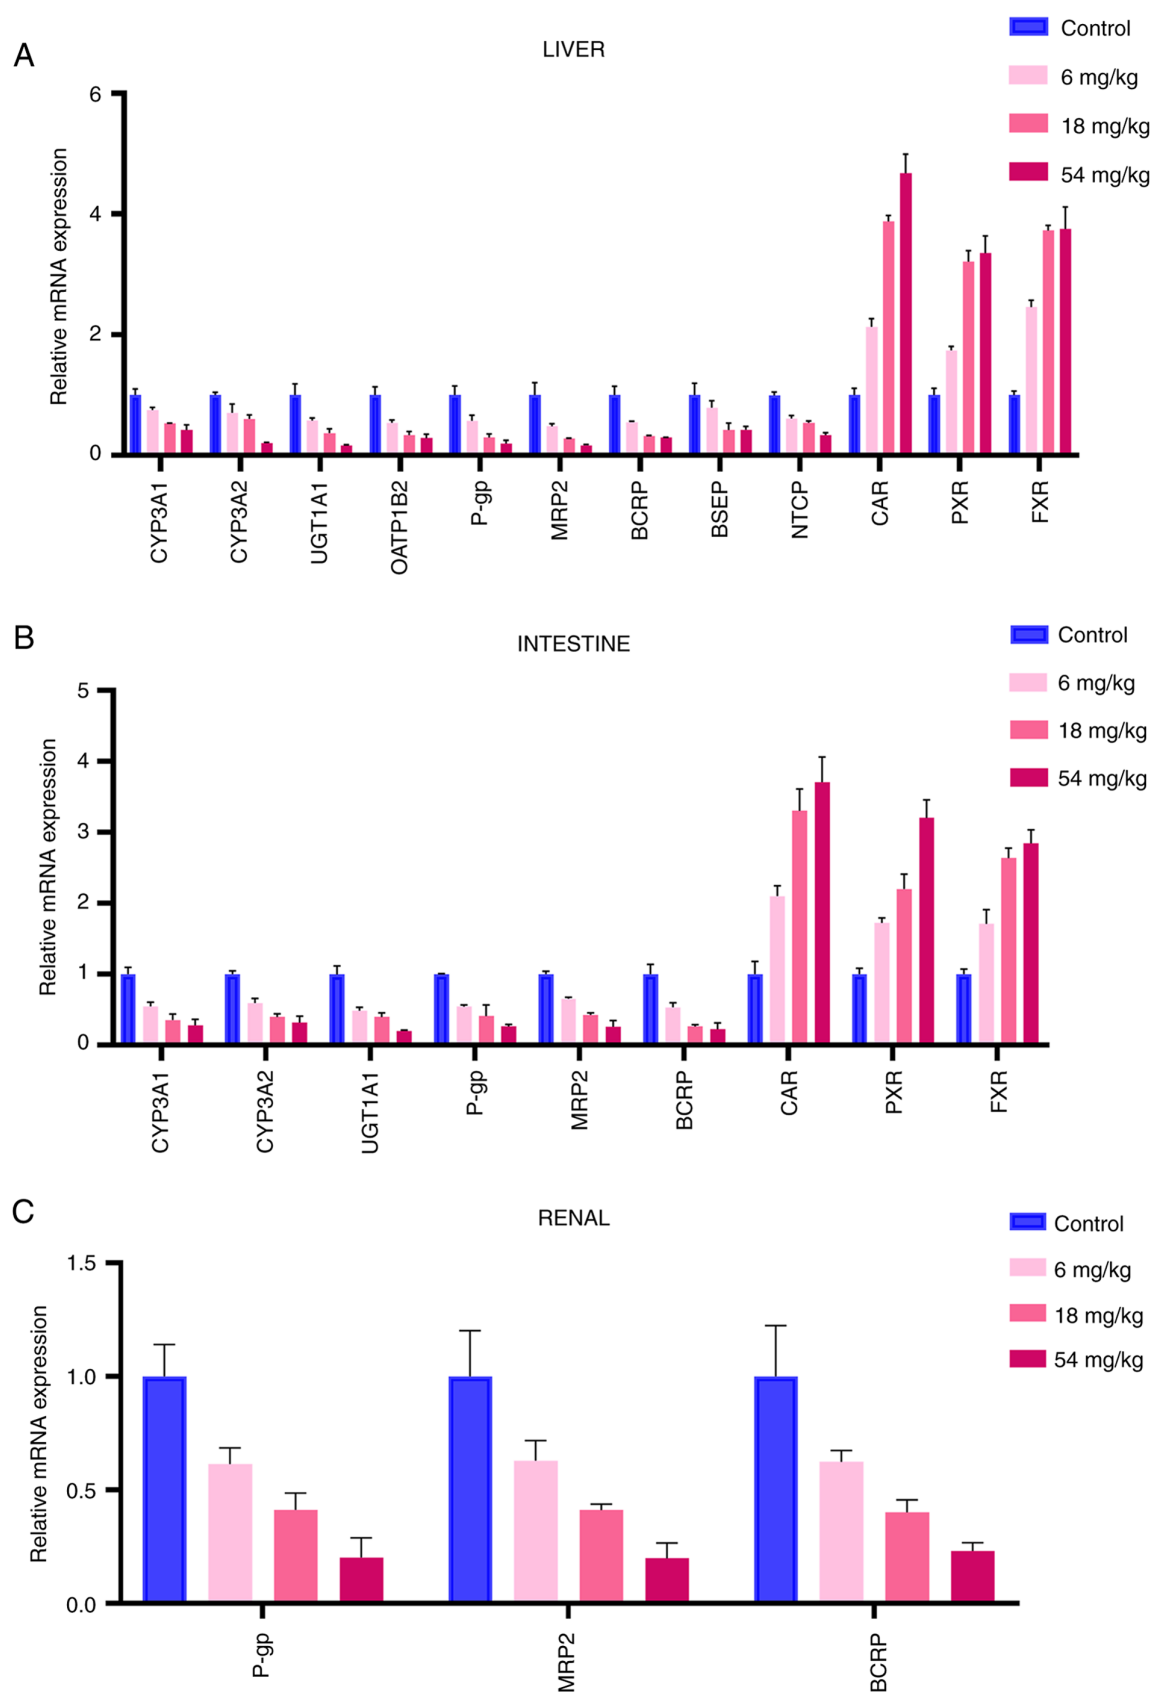 A
LIVER
Control
6 mg/kg
18 mg/kg
54 mg/kg
Relative mRNA expression
6
4
2
0
CYP3A1
CYP3A2
UGT1A1
OATP1B2
P-gp
MRP2
BCRP
BSEP
NTCP
CAR
PXR
FXR
B
INTESTINE
Control
6 mg/kg
18 mg/kg
54 mg/kg
Relative mRNA expression
5
4
3
2
1
0
CYP3A1
CYP3A2
UGT1A1
P-gp
MRP2
BCRP
CAR
PXR
FXR
C
RENAL
Control
6 mg/kg
18 mg/kg
54 mg/kg
Relative mRNA expression
1.5
1.0
0.5
0.0
P-gp
MRP2
BCRP